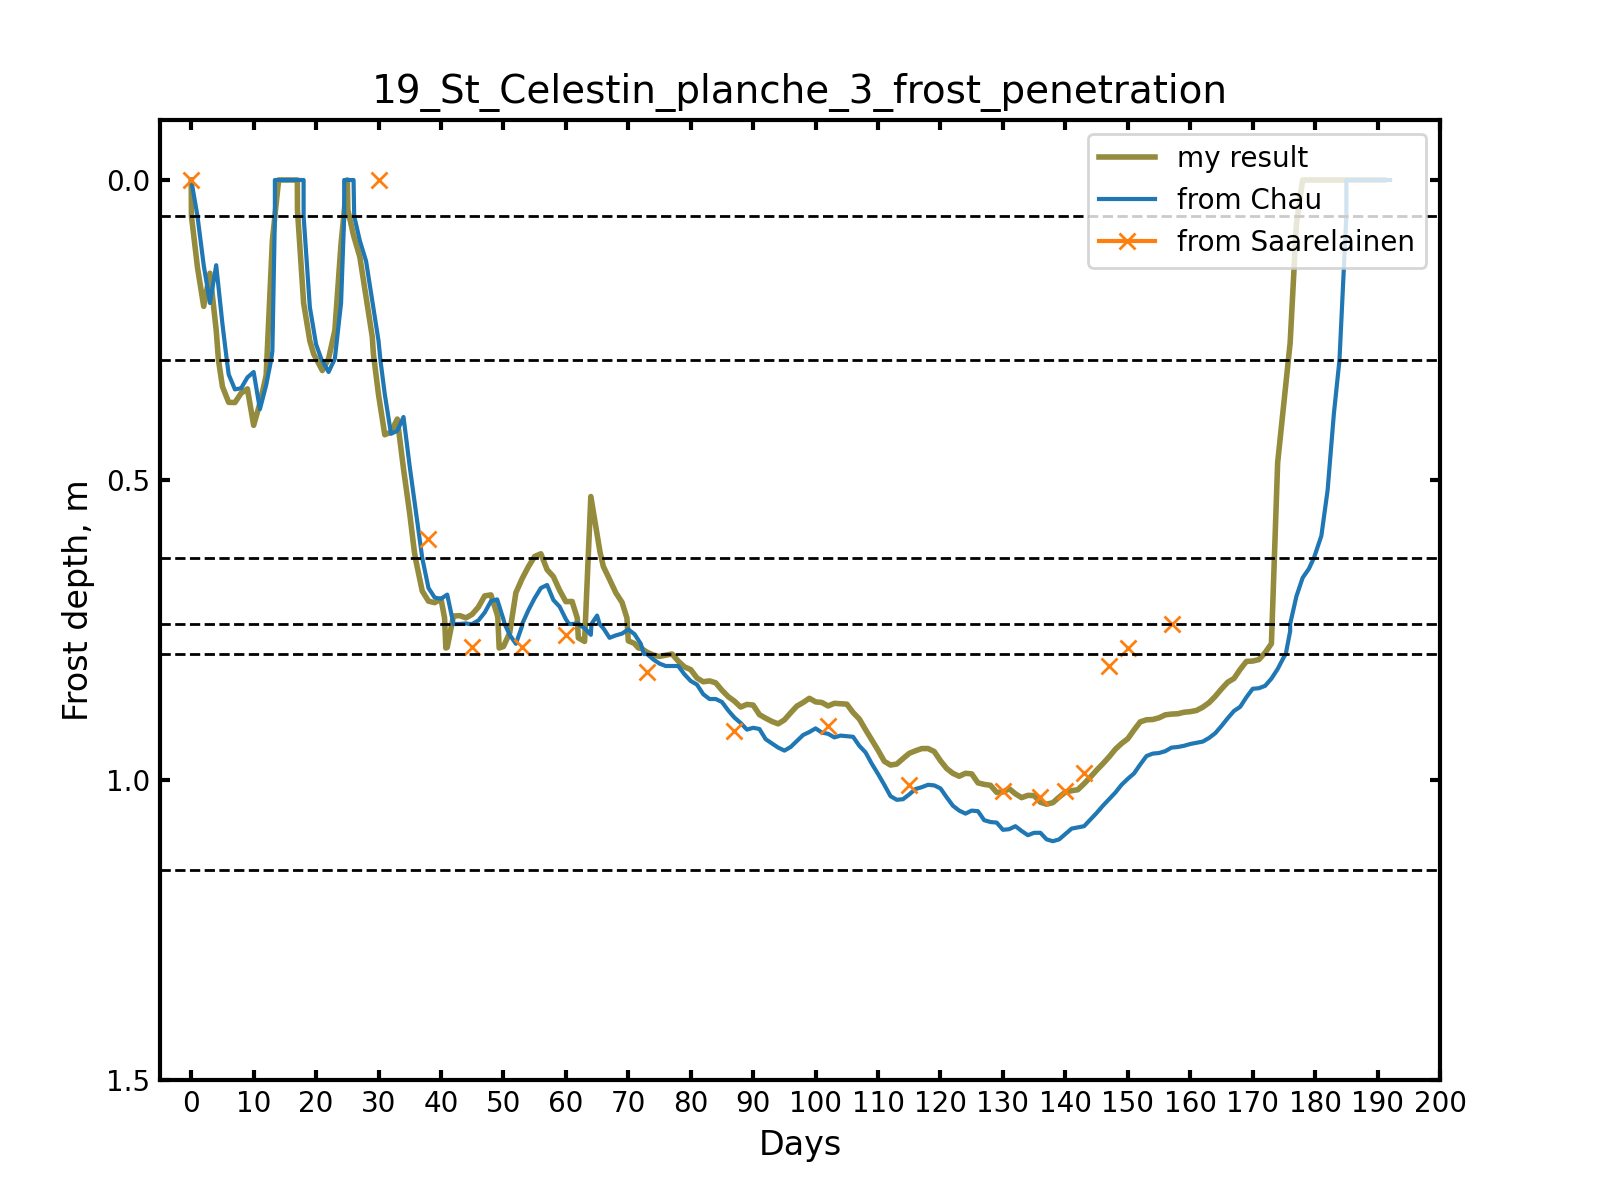 19_St_Celestin_planche_3_frost_penetration
my result
from Chau
from Saarelainen
0.0
0.5
1.0
1.5
Frost depth, m
0 10 20 30 40 50 60 70 80 90 100 110 120 130 140 150 160 170 180 190 200
Days